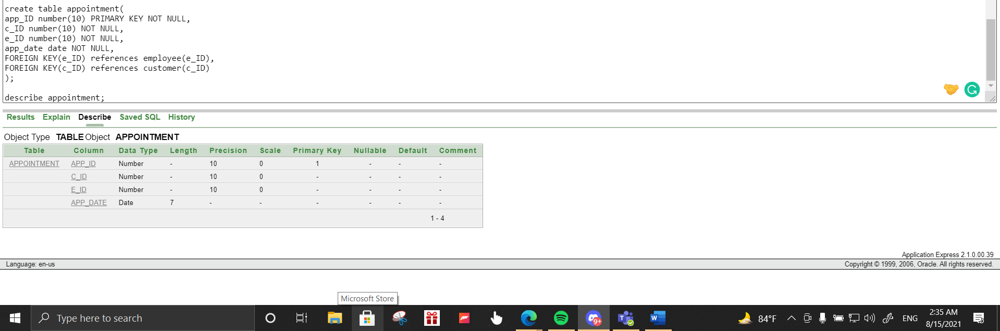 create table appointment(
app_ID number(10) PRIMARY KEY NOT NULL,
c_ID number(10) NOT NULL,
e_ID number(10) NOT NULL,
app_date date NOT NULL,
FOREIGN KEY(e_ID) references employee(e_ID),
FOREIGN KEY(c_ID) references customer(c_ID)
);
describe appointment;
Results Explain Describe Saved SQL History
Object Type TABLE Object APPOINTMENT
Table Column Data Type Length Precision Scale Primary Key Nullable Default Comment
APPOINTMENT APP_ID Number - 10 0 1 - - -
C_ID Number - 10 0 - - - -
E_ID Number - 10 0 - - - -
APP_DATE Date 7 - - - - - -
1 - 4
Application Express 2.1.0.00.39
Language: en-us Copyright © 1999, 2006, Oracle. All rights reserved.
Microsoft Store
Type here to search 9+ 84°F ENG 2:35 AM
8/15/2021